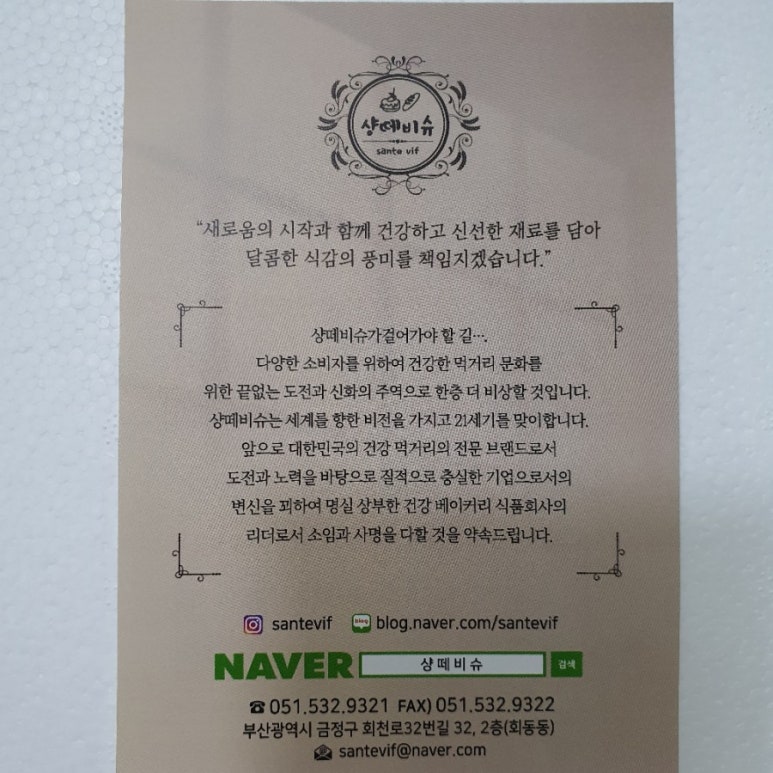 샹떼비슈
sante vif
“새로움의 시작과 함께 건강하고 신선한 재료를 담아
달콤한 식감의 풍미를 책임지겠습니다.”
샹떼비슈가걸어가야 할 길….
다양한 소비자를 위하여 건강한 먹거리 문화를
위한 끝없는 도전과 신화의 주역으로 한층 더 비상할 것입니다.
샹떼비슈는 세계를 향한 비전을 가지고 21세기를 맞이합니다.
앞으로 대한민국의 건강 먹거리의 전문 브랜드로서
도전과 노력을 바탕으로 질적으로 충실한 기업으로서의
변신을 꾀하여 명실 상부한 건강 베이커리 식품회사의
리더로서 소임과 사명을 다할 것을 약속드립니다.
santevif blog blog.naver.com/santevif
NAVER 샹떼비슈 검색
☎ 051.532.9321 FAX) 051.532.9322
부산광역시 금정구 회천로32번길 32, 2층(회동동)
santevif@naver.com